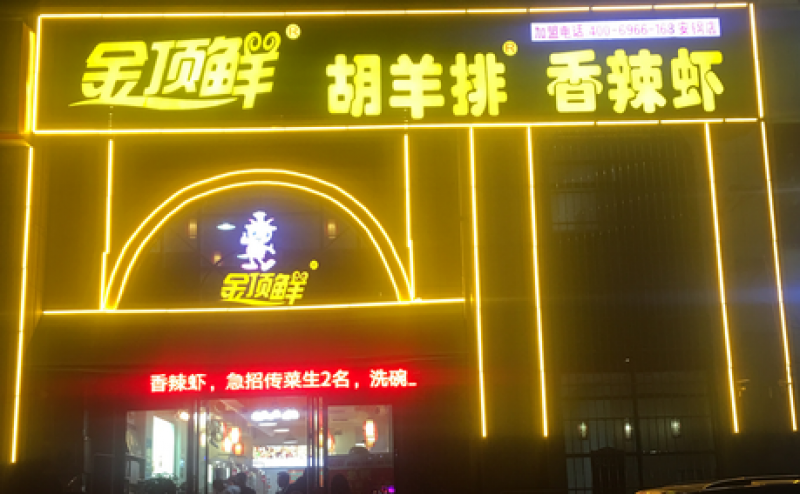 加盟电话 400-6966-163 安钢店
金顶鲜® 胡羊排® 香辣虾
金顶鲜
香辣虾，急招传菜生2名，洗碗